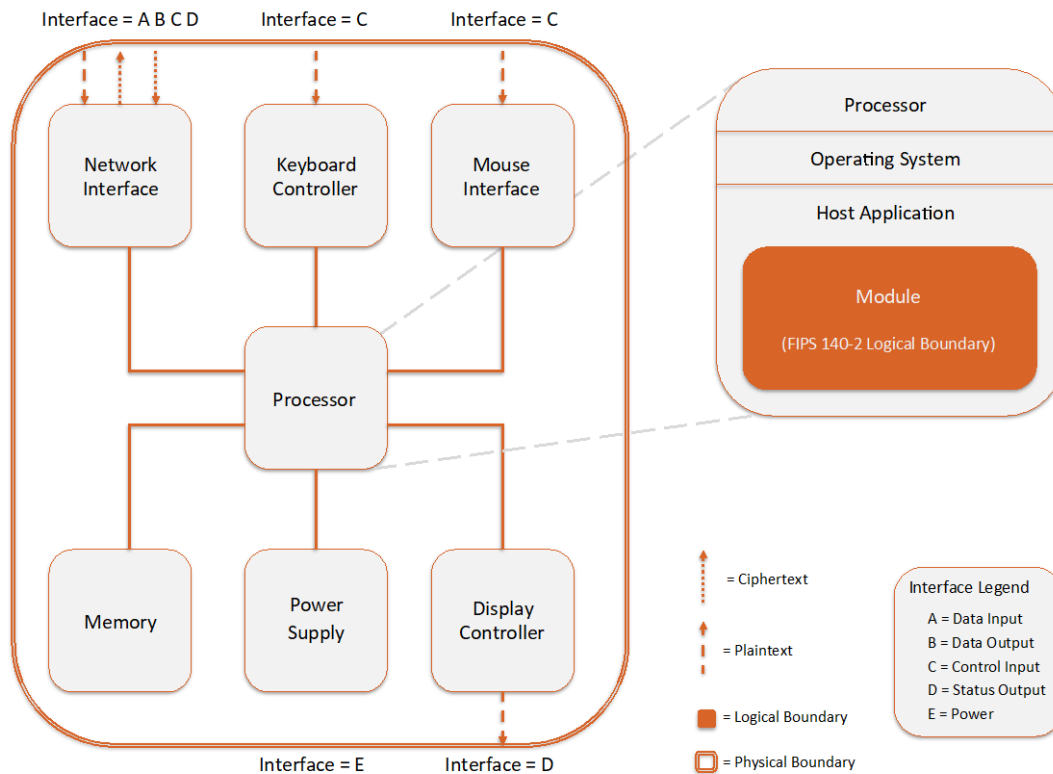 Interface = A B C D
Interface = C
Interface = C
Network
Interface
Keyboard
Controller
Mouse
Interface
Processor
Memory
Power
Supply
Display
Controller
Interface = E
Interface = D
Processor
Operating System
Host Application
Module
(FIPS 140-2 Logical Boundary)
= Ciphertext
= Plaintext
= Logical Boundary
= Physical Boundary
Interface Legend
A = Data Input
B = Data Output
C = Control Input
D = Status Output
E = Power